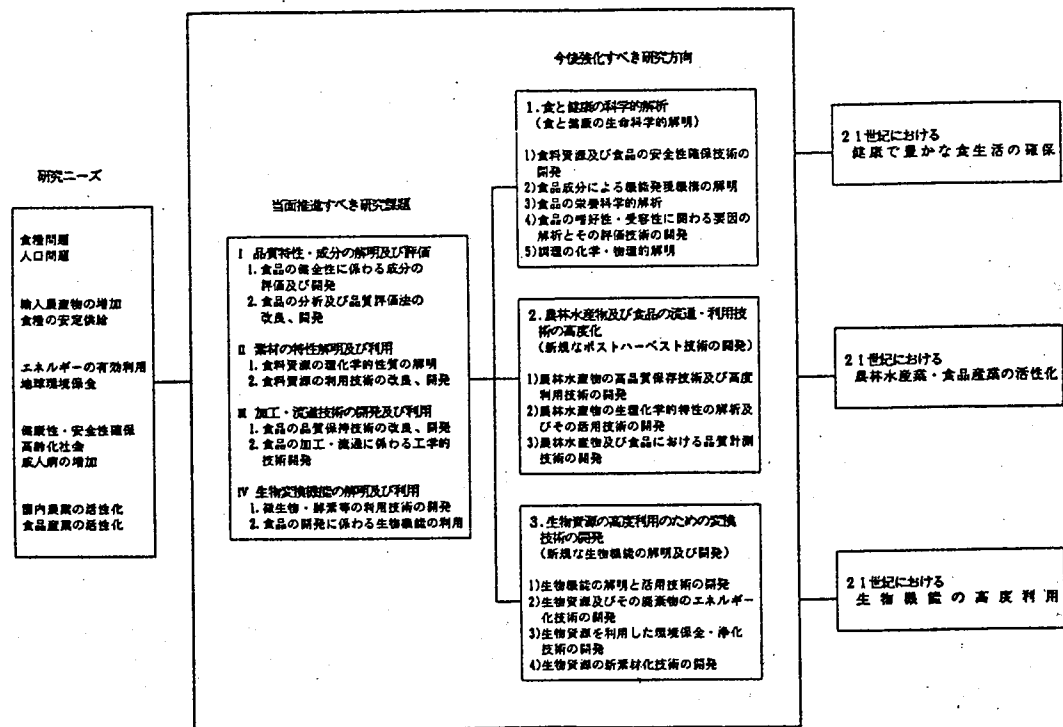 研究ニーズ
食糧問題
人口問題
輸入農産物の増加
食糧の安定供給
エネルギーの有効利用
地球環境保全
健康性・安全性確保
高齢化社会
成人病の増加
国内農業の活性化
食品産業の活性化
当面推進すべき研究課題
I 品質特性・成分の解明及び評価
1. 食品の健全性に係わる成分の
評価及び開発
2. 食品の分析及び品質評価法の
改良、開発
II 素材の特性解明及び利用
1. 食料資源の理化学的性質の解明
2. 食料資源の利用技術の改良、開発
III 加工・流通技術の開発及び利用
1. 食品の品質保持技術の改良、開発
2. 食品の加工・流通に係わる工学的
技術開発
IV 生物変換機能の解明及び利用
1. 微生物・酵素等の利用技術の開発
2. 食品の開発に係わる生物機能の利用
今後強化すべき研究方向
1. 食と健康の科学的解析
(食と健康の生命科学的解明)
1)食料資源及び食品の安全性確保技術の
開発
2)食品成分による機能発現機構の解明
3)食品の栄養科学的解析
4)食品の嗜好性・受容性に関わる要因の
解析とその評価技術の開発
5)調理の化学・物理的解明
2. 農林水産物及び食品の流通・利用技
術の高度化
(新規なポストハーベスト技術の開発)
1)農林水産物の高品質保存技術及び高度
利用技術の開発
2)農林水産物の生理化学的特性の解析及
びその活用技術の開発
3)農林水産物及び食品における品質計測
技術の開発
3. 生物資源の高度利用のための変換
技術の開発
(新規な生物機能の解明及び開発)
1)生物機能の解明と活用技術の開発
2)生物資源及びその廃棄物のエネルギー
化技術の開発
3)生物資源を利用した環境保全・浄化
技術の開発
4)生物資源の新素材化技術の開発
21世紀における
健康で豊かな食生活の確保
21世紀における
農林水産業・食品産業の活性化
21世紀における
生物機能の高度利用